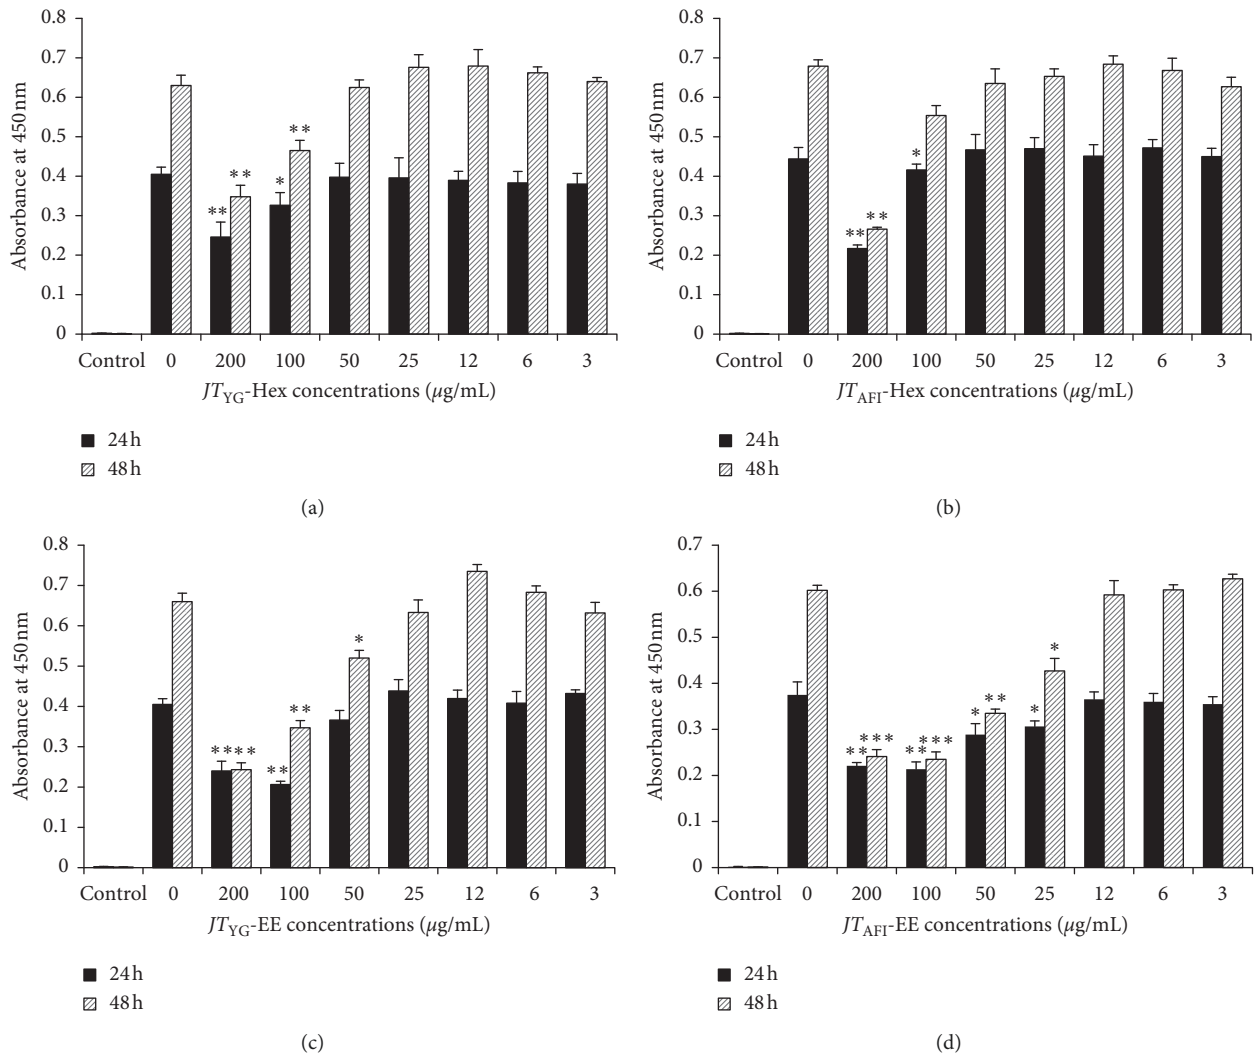 0.8
0.7
0.6
0.5
0.4
0.3
0.2
0.1
0
Absorbance at 450 nm
** ** * **
Control 0 200 100 50 25 12 6 3
JT_YG-Hex concentrations (μg/mL)
24 h
48 h
(a)
0.8
0.7
0.6
0.5
0.4
0.3
0.2
0.1
0
Absorbance at 450 nm
** ** *
Control 0 200 100 50 25 12 6 3
JT_AFI-Hex concentrations (μg/mL)
24 h
48 h
(b)
0.8
0.7
0.6
0.5
0.4
0.3
0.2
0.1
0
Absorbance at 450 nm
** ** ** ** *
Control 0 200 100 50 25 12 6 3
JT_YG-EE concentrations (μg/mL)
24 h
48 h
(c)
0.7
0.6
0.5
0.4
0.3
0.2
0.1
0
Absorbance at 450 nm
** *** ** *** * ** * *
Control 0 200 100 50 25 12 6 3
JT_AFI-EE concentrations (μg/mL)
24 h
48 h
(d)